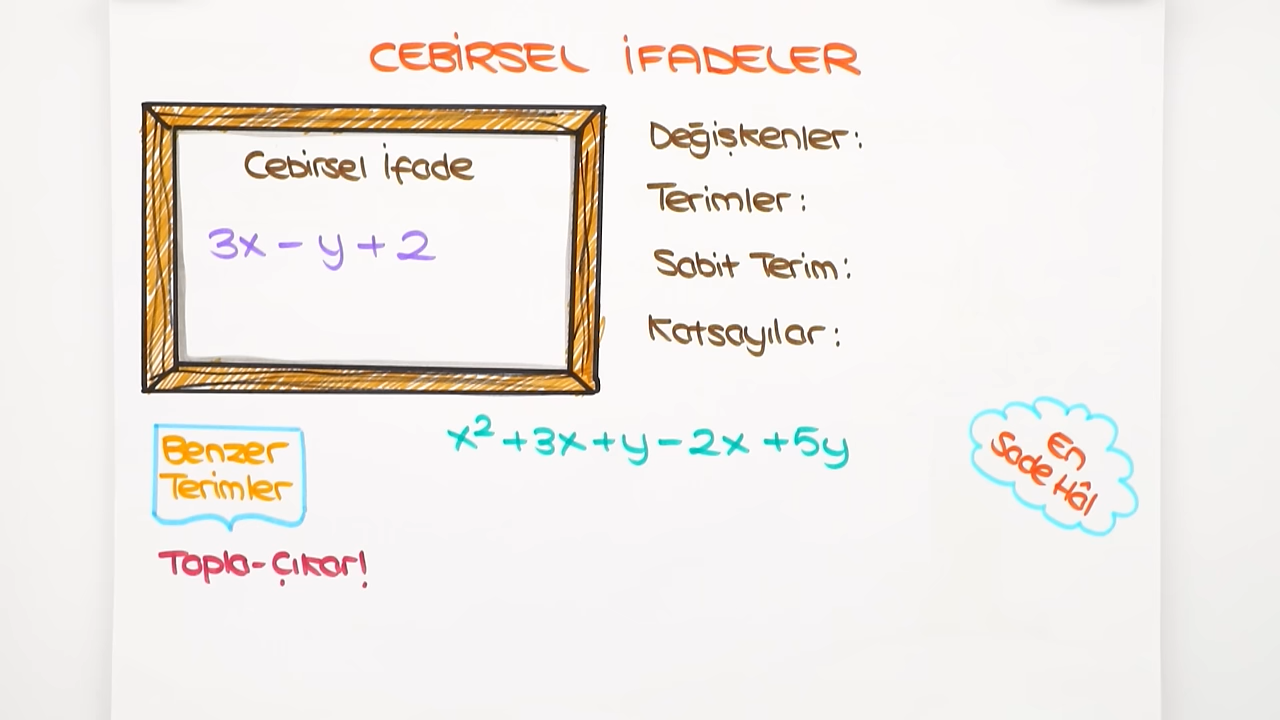 CEBİRSEL İFADELER
Cebirsel İfade
3x - y + 2
Değişkenler:
Terimler:
Sabit Terim:
Katsayılar:
Benzer
Terimler
x² + 3x + y - 2x + 5y
En
Sade Hâl
Topla-Çıkar!